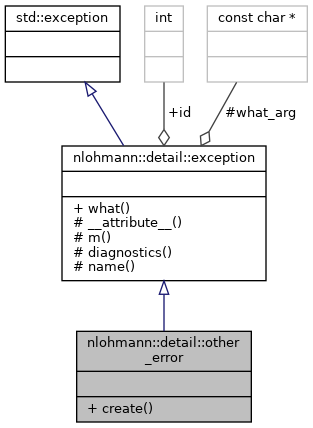 std::exception
int
const char *
+id
#what_arg
nlohmann::detail::exception
+ what()
# __attribute__()
# m()
# diagnostics()
# name()
nlohmann::detail::other
_error
+ create()